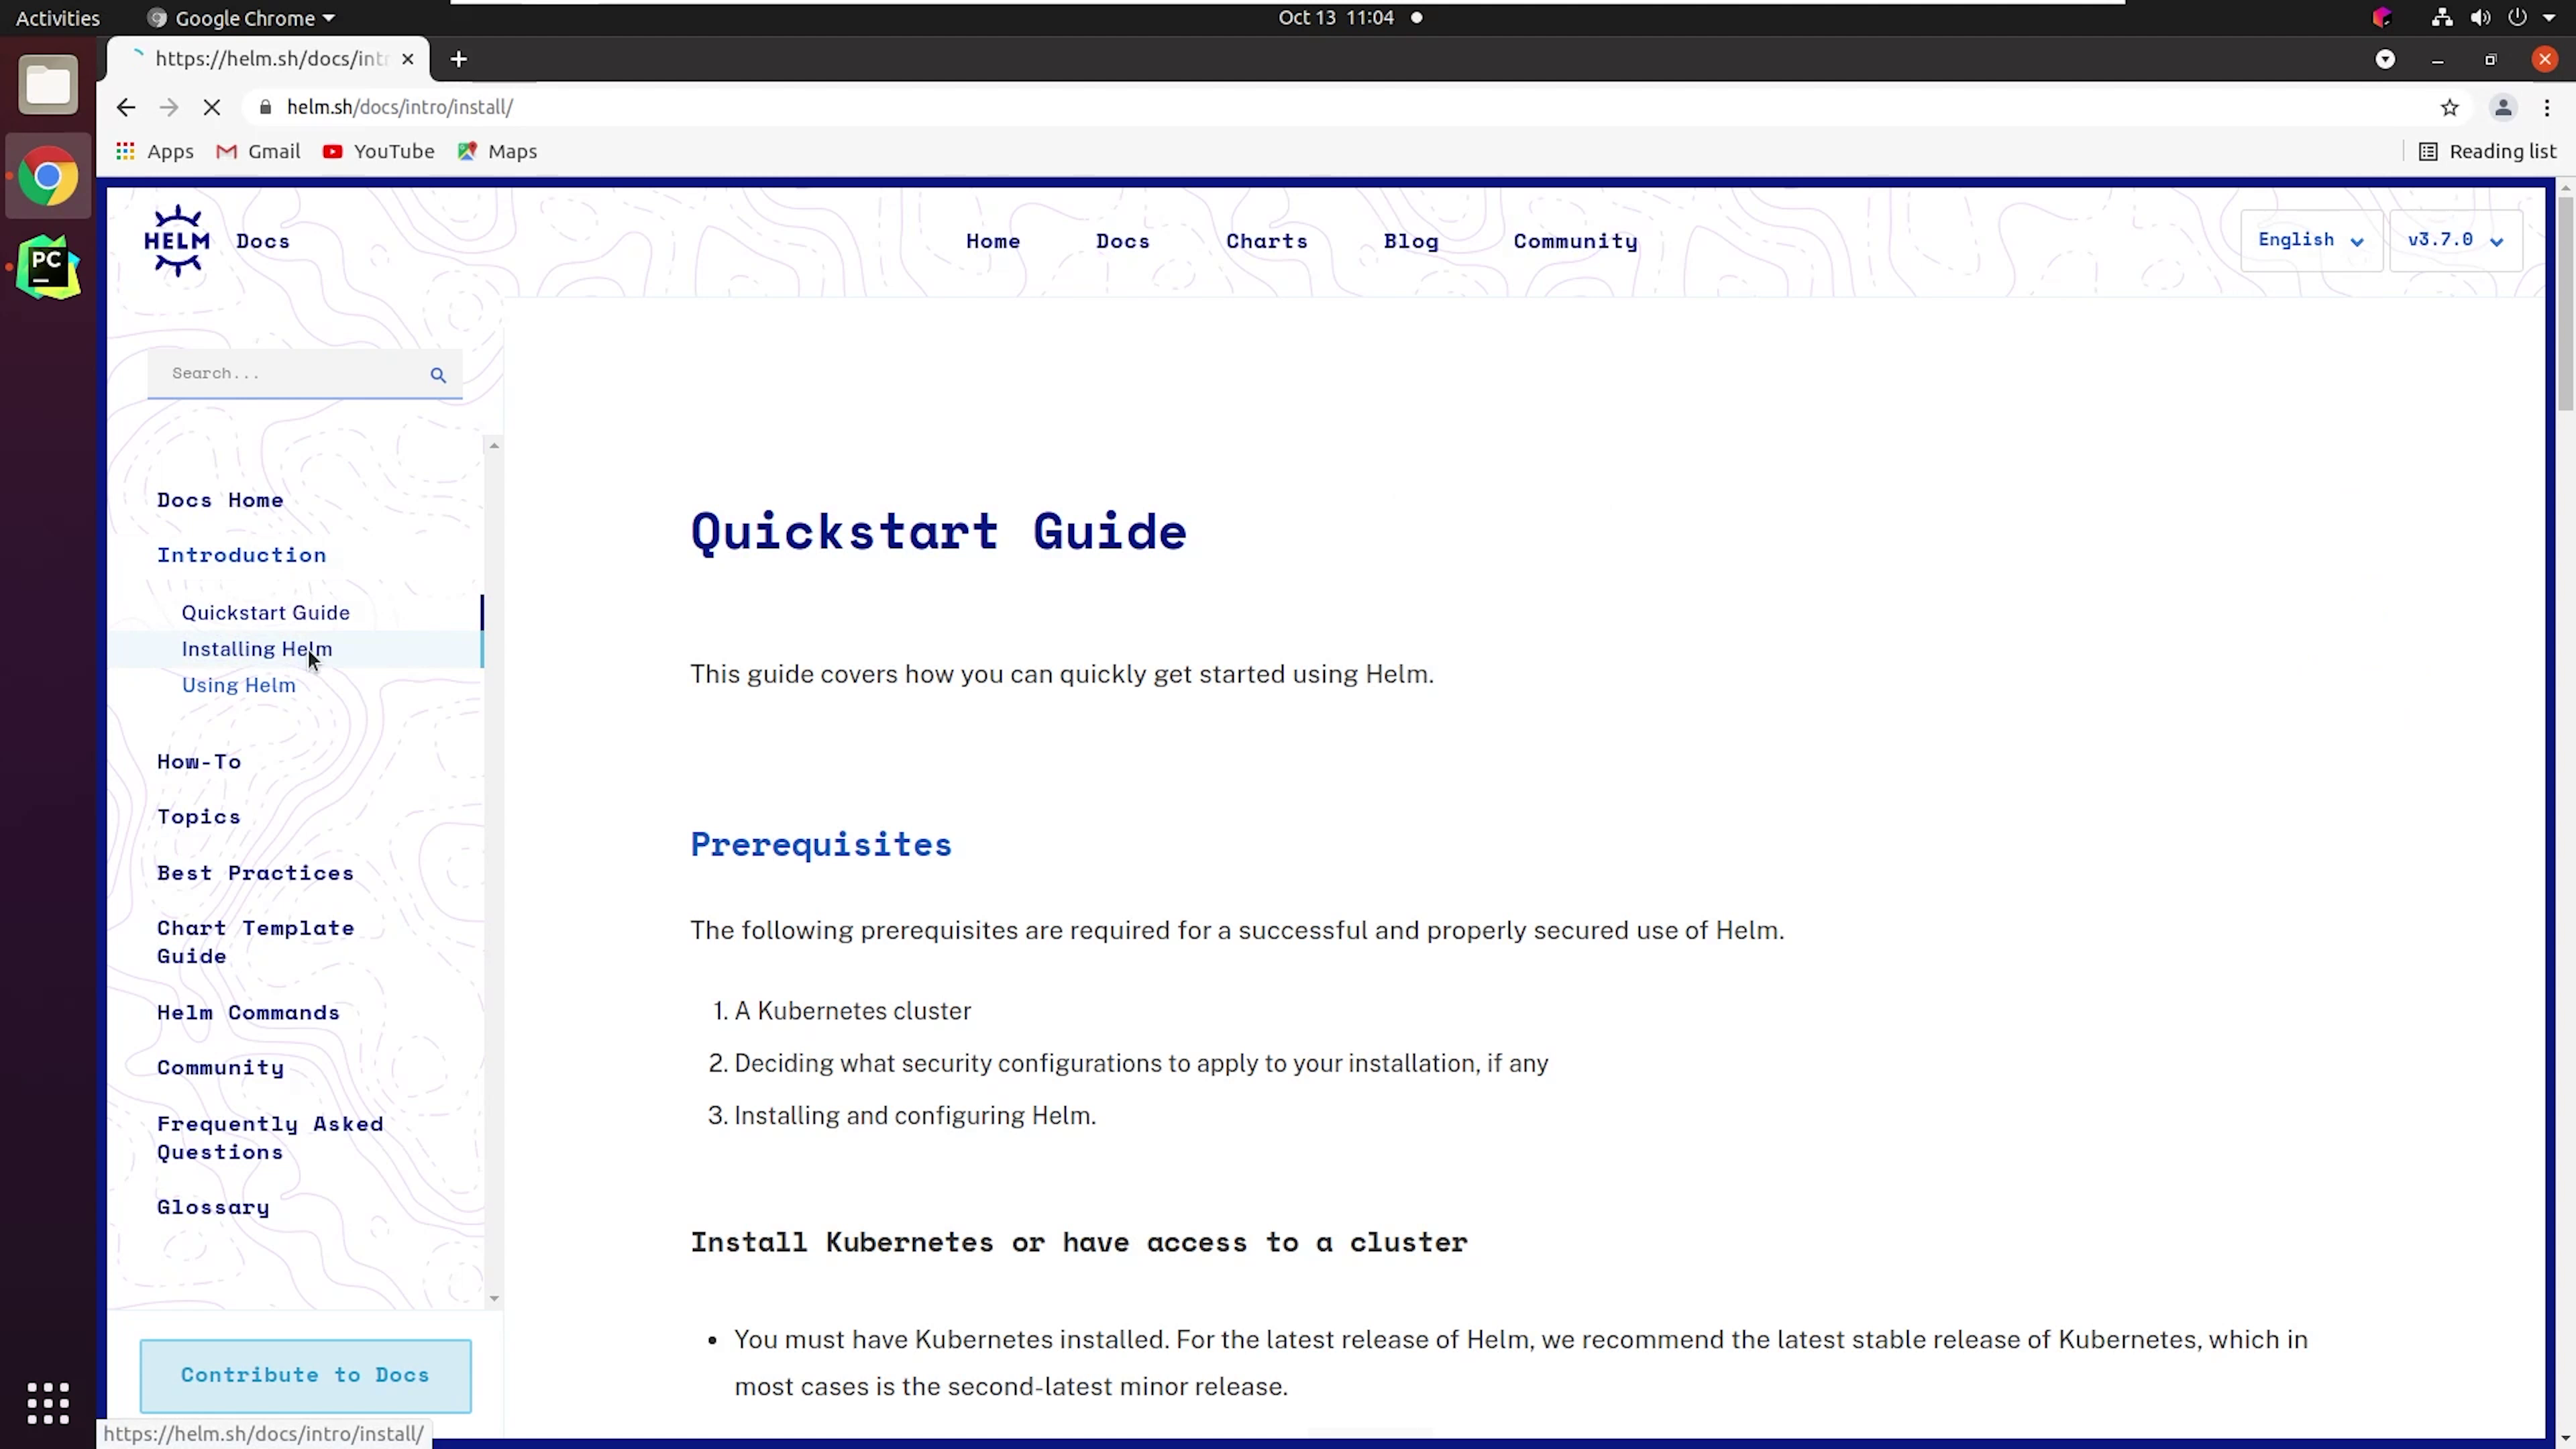 Activities Google Chrome Oct 13 11:04
https://helm.sh/docs/intr
helm.sh/docs/intro/install/
Apps Gmail YouTube Maps Reading list
PC
HELM Docs Home Docs Charts Blog Community English v3.7.0
Search...
Docs Home
Introduction
Quickstart Guide
Installing Helm
Using Helm
How-To
Topics
Best Practices
Chart Template
Guide
Helm Commands
Community
Frequently Asked
Questions
Glossary
Contribute to Docs
https://helm.sh/docs/intro/install/
Quickstart Guide
This guide covers how you can quickly get started using Helm.
Prerequisites
The following prerequisites are required for a successful and properly secured use of Helm.
1. A Kubernetes cluster
2. Deciding what security configurations to apply to your installation, if any
3. Installing and configuring Helm.
Install Kubernetes or have access to a cluster
• You must have Kubernetes installed. For the latest release of Helm, we recommend the latest stable release of Kubernetes, which in
most cases is the second-latest minor release.